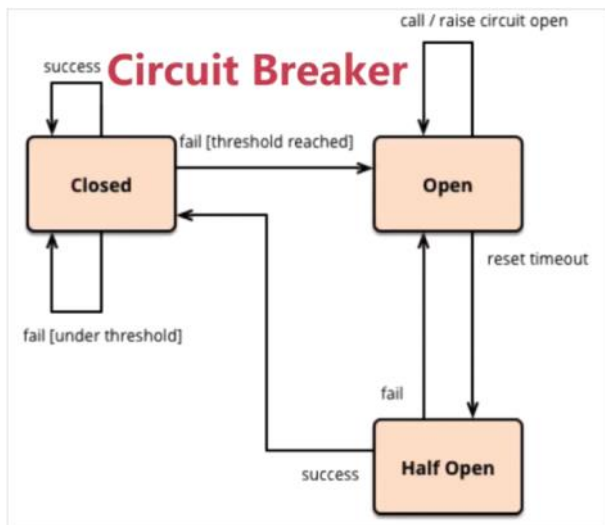 call / raise circuit open
success
Circuit Breaker
fail [threshold reached]
Closed
Open
reset timeout
fail [under threshold]
fail
Half Open
success